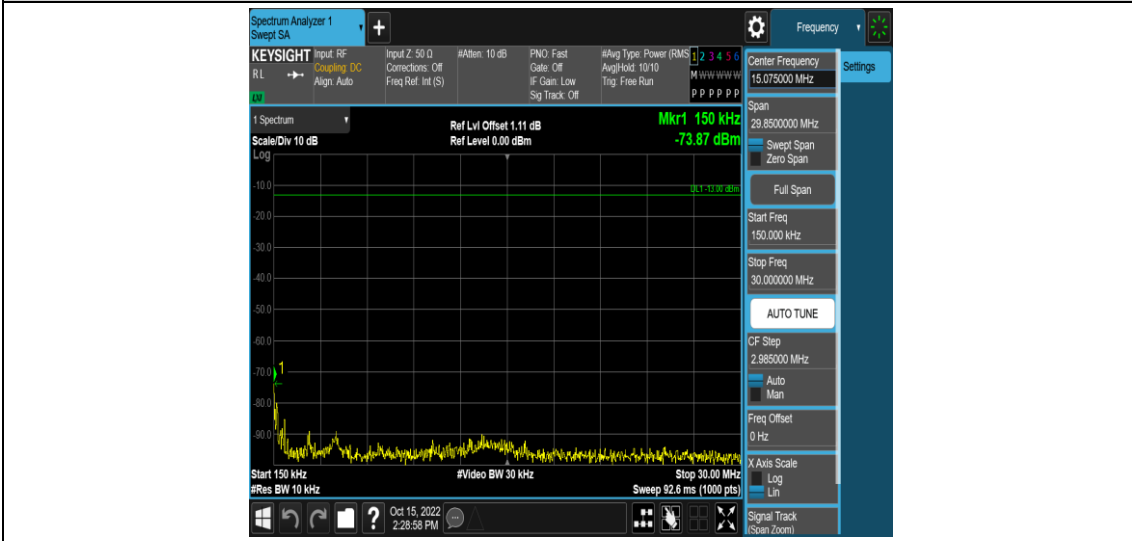 Spectrum Analyzer 1
Swept SA
+
Frequency
KEYSIGHT
RL
Input: RF
Coupling: DC
Align: Auto
Input Z: 50 Ω
Corrections: Off
Freq Ref: Int (S)
#Atten: 10 dB
PNO: Fast
Gate: Off
IF Gain: Low
Sig Track: Off
#Avg Type: Power (RMS
Avg|Hold: 10/10
Trig: Free Run
1 2 3 4 5 6
M W W W W W
P P P P P P
1 Spectrum
Scale/Div 10 dB
Log
Ref Lvl Offset 1.11 dB
Ref Level 0.00 dBm
Mkr1 150 kHz
-73.87 dBm
DL1 -13.00 dBm
-10.0
-20.0
-30.0
-40.0
-50.0
-60.0
-70.0
-80.0
-90.0
1
Start 150 kHz
#Res BW 10 kHz
#Video BW 30 kHz
Stop 30.00 MHz
Sweep 92.6 ms (1000 pts)
Center Frequency
15.075000 MHz
Settings
Span
29.8500000 MHz
Swept Span
Zero Span
Full Span
Start Freq
150.000 kHz
Stop Freq
30.000000 MHz
AUTO TUNE
CF Step
2.985000 MHz
Auto
Man
Freq Offset
0 Hz
X Axis Scale
Log
Lin
Signal Track
(Span Zoom)
?
Oct 15, 2022
2:28:58 PM